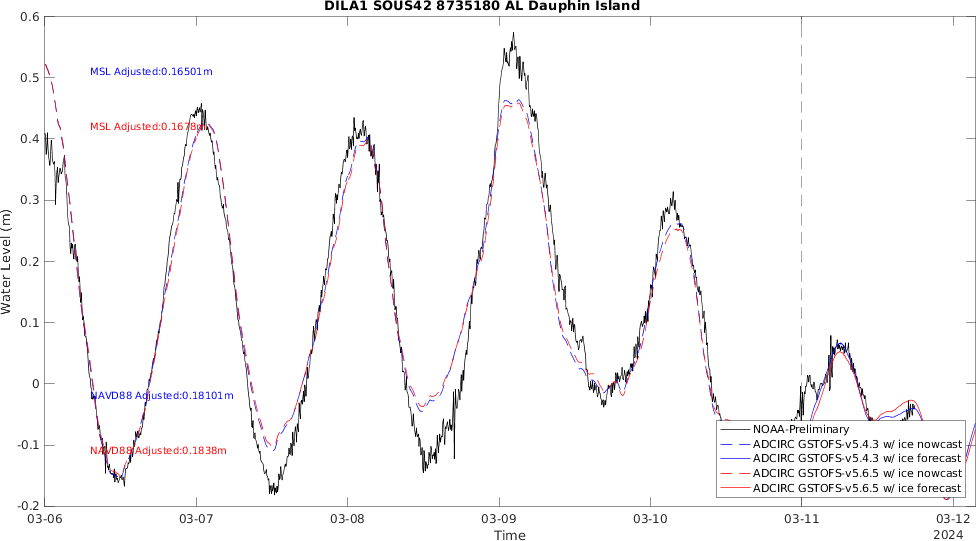 DILA1 SOUS42 8735180 AL Dauphin Island
0.6
0.5
0.4
0.3
0.2
0.1
0
-0.1
-0.2
Water Level (m)
MSL Adjusted:0.16501m
MSL Adjusted:0.1678m
NAVD88 Adjusted:0.18101m
NAVD88 Adjusted:0.1838m
NOAA-Preliminary
ADCIRC GSTOFS-v5.4.3 w/ ice nowcast
ADCIRC GSTOFS-v5.4.3 w/ ice forecast
ADCIRC GSTOFS-v5.6.5 w/ ice nowcast
ADCIRC GSTOFS-v5.6.5 w/ ice forecast
03-06 03-07 03-08 03-09 03-10 03-11 03-12
Time
2024